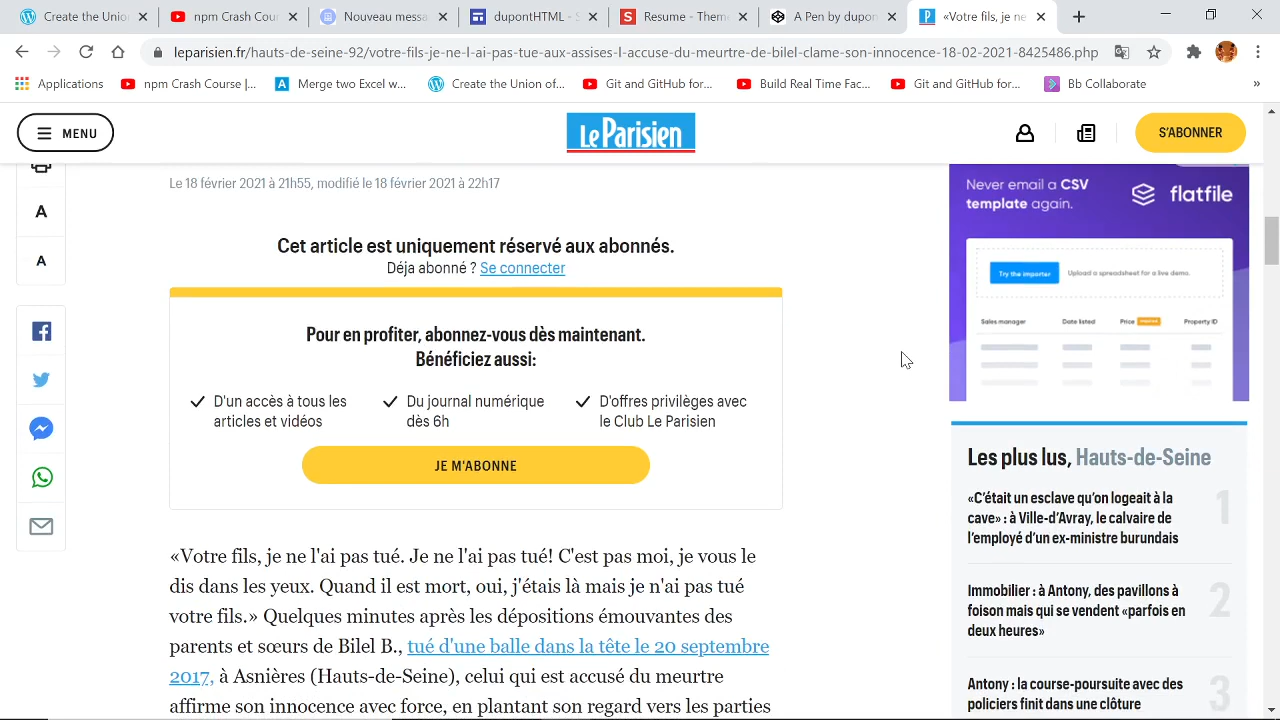 Create the Union
Crash Cour
Nouveau mess
dupontHTML - S
Resume - Them
A Pen by dupon
«Votre fils, je ne
leparisien.fr/hauts-de-seine-92/votre-fils-je-ne-l-ai-pas-tue-aux-assises-l-accuse-du-meurtre-de-bilel-clame-son-innocence-18-02-2021-8425486.php
Applications
npm Crash Course |...
Merge two Excel w...
Create the Union of...
Git and GitHub for...
Build Real Time Fac...
Git and GitHub for...
Bb Collaborate
»
MENU
Le Parisien
S'ABONNER
A
A
Le 18 février 2021 à 21h55, modifié le 18 février 2021 à 22h17
Cet article est uniquement réservé aux abonnés.
Déja abonné ? Se connecter
Pour en profiter, abonnez-vous dès maintenant.
Bénéficiez aussi:
D'un accès à tous les
articles et vidéos
Du journal numérique
dès 6h
D'offres privilèges avec
le Club Le Parisien
JE M'ABONNE
«Votre fils, je ne l'ai pas tué. Je ne l'ai pas tué! C'est pas moi, je vous le
dis dans les yeux. Quand il est mort, oui, j'étais là mais je n'ai pas tué
votre fils.» Quelques minutes après les dépositions émouvantes des
parents et sœurs de Bilel B., tué d'une balle dans la tête le 20 septembre
2017, à Asnières (Hauts-de-Seine), celui qui est accusé du meurtre
affirme son innocence avec force, en plantant son regard vers les parties
Never email a CSV
template again.
flatfile
Try the importer
Upload a spreadsheet for a live demo.
Sales manager
Date listed
Price
Property ID
Les plus lus, Hauts-de-Seine
«C'était un esclave qu'on logeait à la
cave» : à Ville-d'Avray, le calvaire de
l'employé d'un ex-ministre burundais
1
Immobilier : à Antony, des pavillons à
foison mais qui se vendent «parfois en
deux heures»
2
Antony : la course-poursuite avec des
policiers finit dans une clôture
3